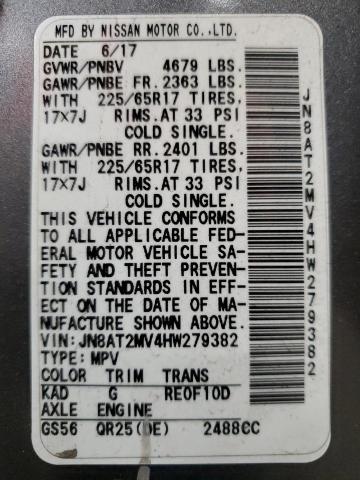 MFD BY NISSAN MOTOR CO.,LTD.
DATE 6/17
GVWR/PNBV 4679 LBS.
GAWR/PNBE FR. 2363 LBS.
WITH 225/65R17 TIRES,
17X7J RIMS.AT 33 PSI
COLD SINGLE.
GAWR/PNBE RR. 2401 LBS.
WITH 225/65R17 TIRES,
17X7J RIMS.AT 33 PSI
COLD SINGLE.
THIS VEHICLE CONFORMS
TO ALL APPLICABLE FED-
ERAL MOTOR VEHICLE SA-
FETY AND THEFT PREVEN-
TION STANDARDS IN EFF-
ECT ON THE DATE OF MA-
NUFACTURE SHOWN ABOVE.
VIN:JN8AT2MV4HW279382
TYPE:MPV
COLOR TRIM TRANS
KAD G RE0F10D
AXLE ENGINE
GS56 QR25(DE) 2488CC
JN8AT2MV4HW279382